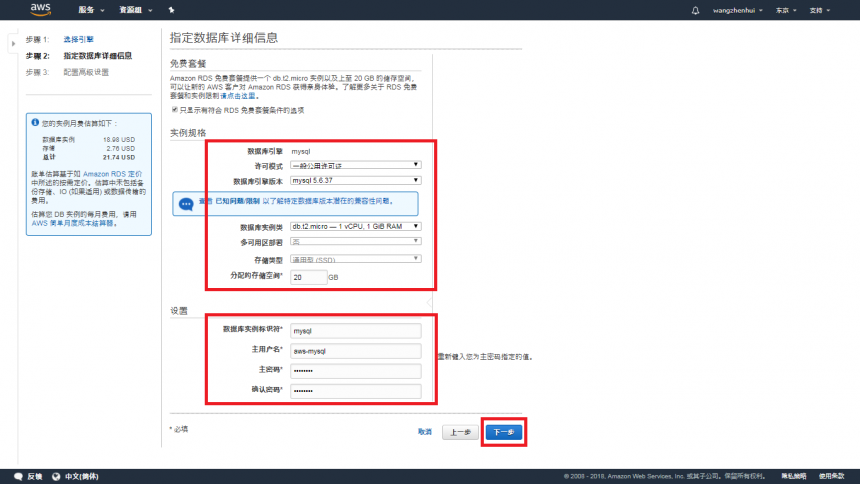 aws
服务
资源组
wangzhenhui
东京
支持
步骤 1: 选择引擎
步骤 2: 指定数据库详细信息
步骤 3: 配置高级设置
您的实例月费估算如下:
数据库实例 18.98 USD
存储 2.76 USD
总计 21.74 USD
账单估算基于如 Amazon RDS 定价
中所述的按需定价。估算中未包括备
份存储、IO (如果适用) 或数据传输的
费用。
估算您 DB 实例的每月费用，请用
AWS 简单月度成本结算器。
指定数据库详细信息
免费套餐
Amazon RDS 免费套餐提供一个 db.t2.micro 实例以及上至 20 GB 的储存空间，
可以让新的 AWS 客户对 Amazon RDS 获得亲身体验。了解更多关于 RDS 免费
套餐和实例限制请点击这里。
只显示有符合 RDS 免费套餐条件的选项
实例规格
数据库引擎 mysql
许可模式 一般公用许可证
数据库引擎版本 mysql 5.6.37
查看 已知问题/限制 以了解特定数据库版本潜在的兼容性问题。
数据库实例类 db.t2.micro — 1 vCPU, 1 GiB RAM
多可用区部署 否
存储类型 通用型 (SSD)
分配的存储空间* 20 GB
设置
数据库实例标识符* mysql
主用户名* aws-mysql
主密码* ••••••••
重新键入您为主密码指定的值。
确认密码* ••••••••
* 必填
取消
上一步
下一步
反馈
中文(简体)
© 2008 - 2018, Amazon Web Services, Inc. 或其子公司。保留所有权利。
隐私策略
使用条款